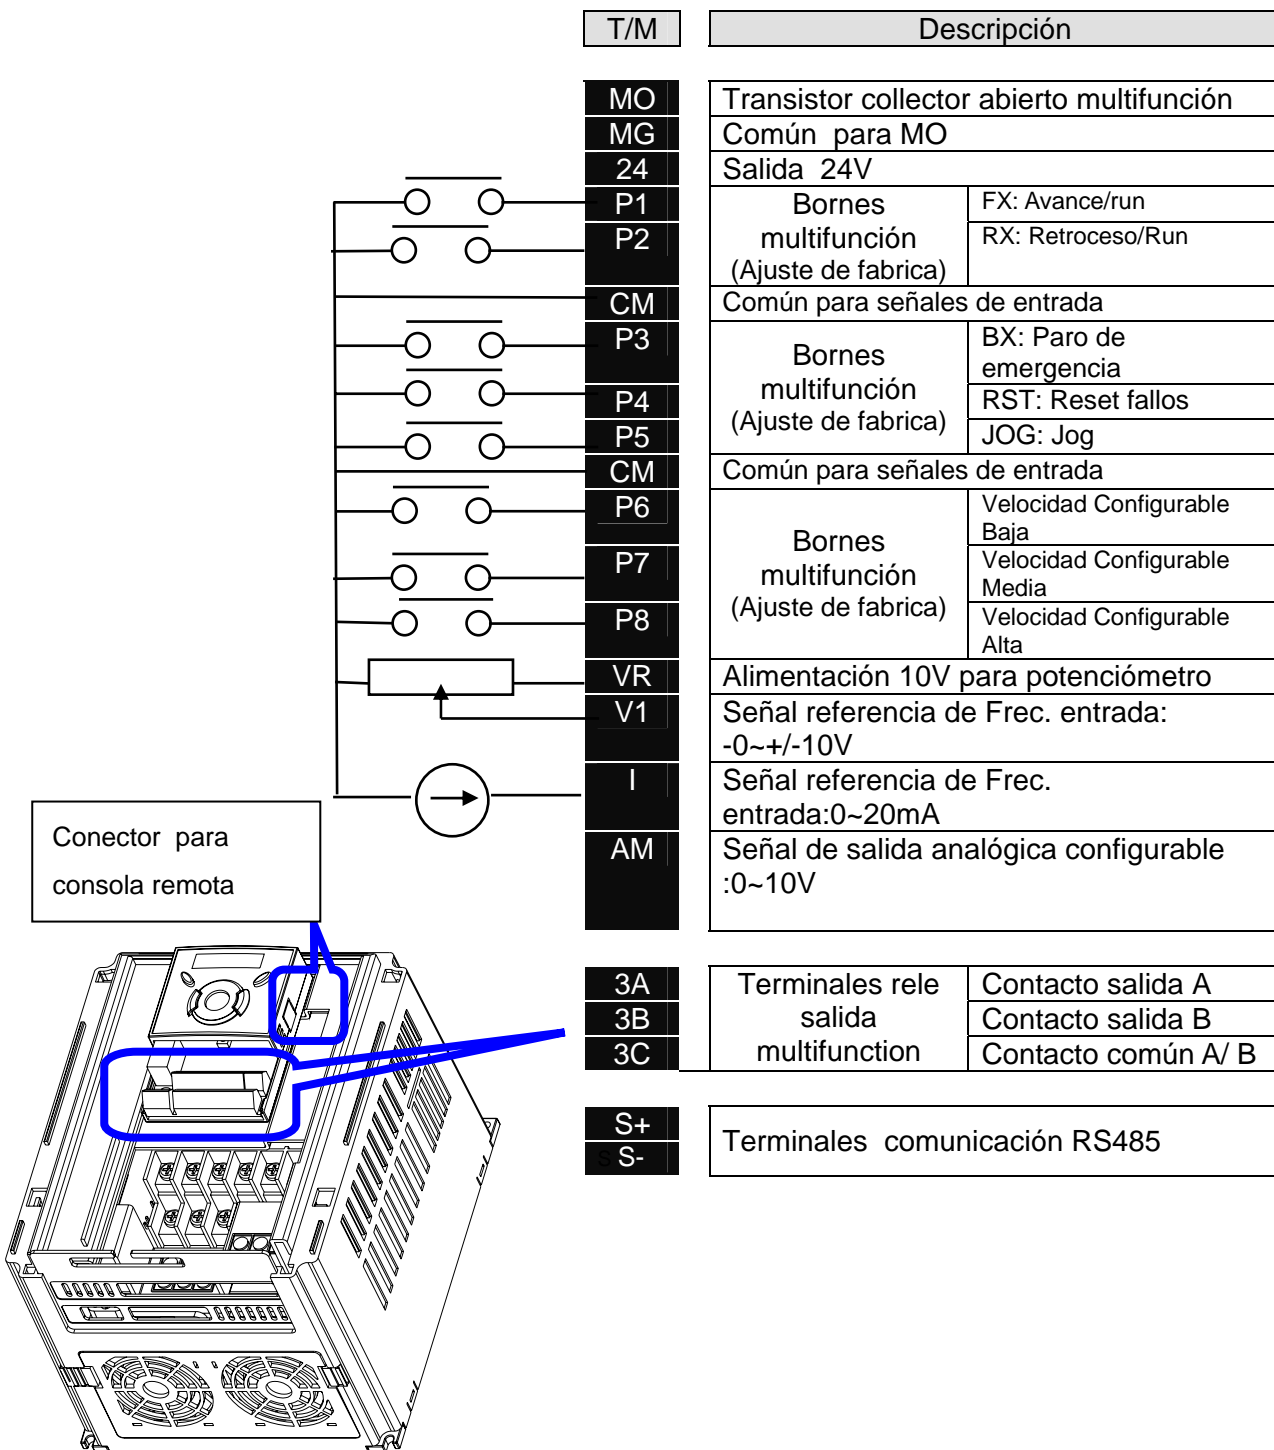 T/M Descripción
MO Transistor collector abierto multifunción
MG Común para MO
24 Salida 24V
P1 Bornes multifunción (Ajuste de fabrica) FX: Avance/run
P2 RX: Retroceso/Run
CM Común para señales de entrada
P3 Bornes multifunción (Ajuste de fabrica) BX: Paro de emergencia
P4 RST: Reset fallos
P5 JOG: Jog
CM Común para señales de entrada
P6 Bornes multifunción (Ajuste de fabrica) Velocidad Configurable Baja
P7 Velocidad Configurable Media
P8 Velocidad Configurable Alta
VR Alimentación 10V para potenciómetro
V1 Señal referencia de Frec. entrada:
-0~+/-10V
I Señal referencia de Frec.
entrada:0~20mA
AM Señal de salida analógica configurable
:0~10V
Conector para
consola remota
3A Terminales rele salida multifunction Contacto salida A
3B Contacto salida B
3C Contacto común A/ B
S+ Terminales comunicación RS485
s S-